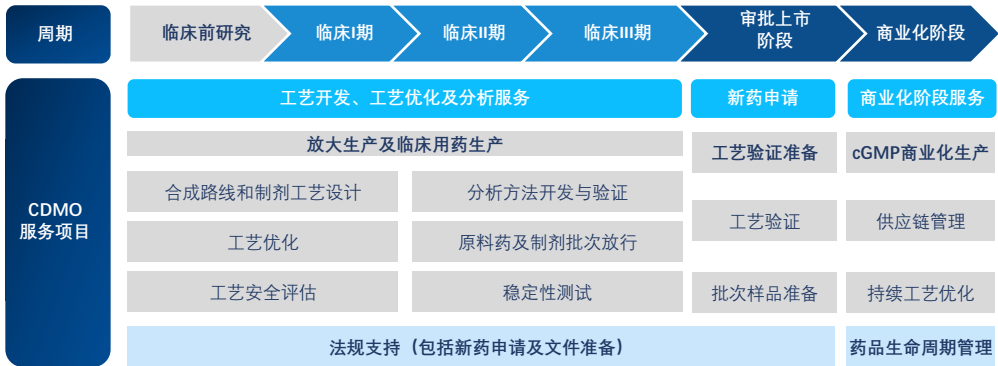 周期
临床前研究
临床I期
临床II期
临床III期
审批上市
阶段
商业化阶段
CDMO
服务项目
工艺开发、工艺优化及分析服务
新药申请
商业化阶段服务
放大生产及临床用药生产
工艺验证准备
cGMP商业化生产
合成路线和制剂工艺设计
分析方法开发与验证
工艺验证
供应链管理
工艺优化
原料药及制剂批次放行
工艺安全评估
稳定性测试
批次样品准备
持续工艺优化
法规支持（包括新药申请及文件准备）
药品生命周期管理